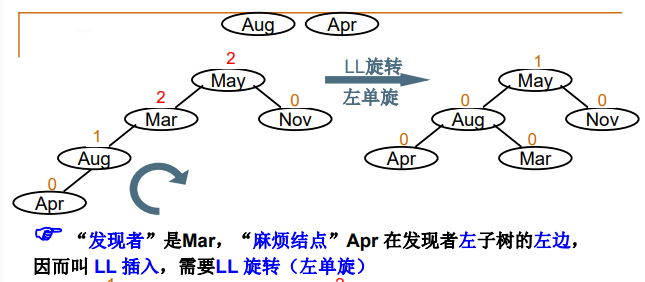 Aug Apr
2
May
LL旋转
左单旋
1
May
2
Mar
0
Nov
0
Aug
0
Nov
1
Aug
0
Apr
0
Mar
0
Apr
“发现者”是Mar，“麻烦结点”Apr 在发现者左子树的左边，
因而叫 LL 插入，需要LL 旋转（左单旋）